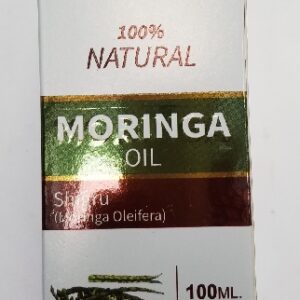 100%
NATURAL
MORINGA
OIL
(Moringa Oleifera)
100ML.